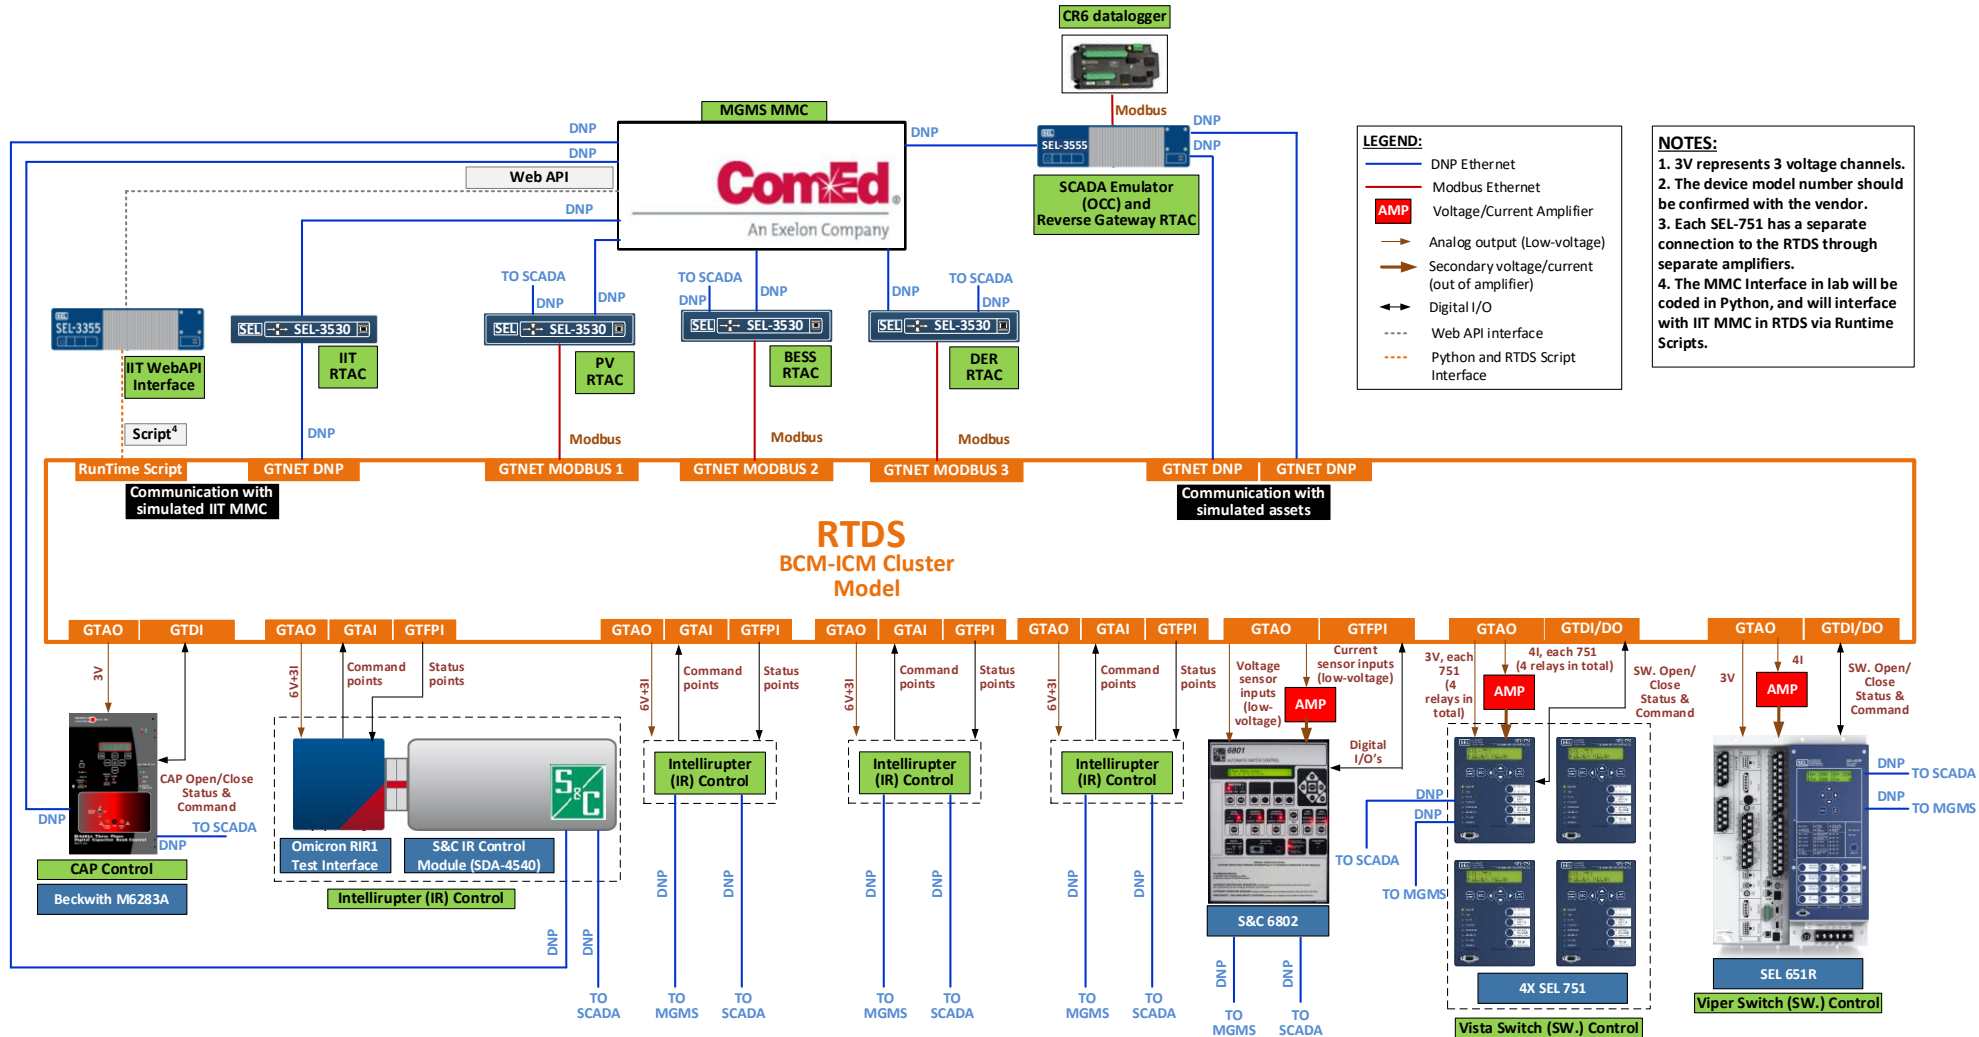 CR6 datalogger
Modbus
MGMS MMC
DNP
DNP
DNP
DNP
DNP
Web API
DNP
ComEd
An Exelon Company
SEL
SEL-3555
SCADA Emulator
(OCC) and
Reverse Gateway RTAC
LEGEND:
DNP Ethernet
Modbus Ethernet
AMP
Voltage/Current Amplifier
Analog output (Low-voltage)
Secondary voltage/current
(out of amplifier)
Digital I/O
Web API interface
Python and RTDS Script
Interface
NOTES:
1. 3V represents 3 voltage channels.
2. The device model number should
be confirmed with the vendor.
3. Each SEL-751 has a separate
connection to the RTDS through
separate amplifiers.
4. The MMC Interface in lab will be
coded in Python, and will interface
with IIT MMC in RTDS via Runtime
Scripts.
TO SCADA
DNP
DNP
TO SCADA
DNP
DNP
DNP
TO SCADA
DNP
SEL
SEL-3355
IIT WebAPI
Interface
SEL SEL-3530
IIT
RTAC
SEL SEL-3530
PV
RTAC
SEL SEL-3530
BESS
RTAC
SEL SEL-3530
DER
RTAC
Script4
DNP
Modbus
Modbus
Modbus
RunTime Script
GTNET DNP
GTNET MODBUS 1
GTNET MODBUS 2
GTNET MODBUS 3
GTNET DNP
GTNET DNP
Communication with
simulated IIT MMC
Communication with
simulated assets
RTDS
BCM-ICM Cluster
Model
GTAO
GTDI
GTAO
GTAI
GTFPI
GTAO
GTAI
GTFPI
GTAO
GTAI
GTFPI
GTAO
GTAI
GTFPI
GTAO
GTFPI
GTAO
GTDI/DO
GTAO
GTDI/DO
3V
CAP Open/Close
Status &
Command
DNP
TO SCADA
DNP
CAP Control
Beckwith M6283A
6V+3I
Command
points
Status
points
S&C
Omicron RIR1
Test Interface
S&C IR Control
Module (SDA-4540)
Intellirupter (IR) Control
DNP
DNP
TO
SCADA
6V+3I
Command
points
Status
points
Intellirupter
(IR) Control
DNP
DNP
TO
MGMS
TO
SCADA
6V+3I
Command
points
Status
points
Intellirupter
(IR) Control
DNP
DNP
TO
MGMS
TO
SCADA
6V+3I
Command
points
Status
points
Intellirupter
(IR) Control
DNP
DNP
TO
MGMS
TO
SCADA
Voltage
sensor
inputs
(low-
voltage)
Current
sensor inputs
(low-voltage)
AMP
Digital
I/O's
6801
AUTOMATIC SWITCH CONTROL
S&C 6802
DNP
DNP
TO
MGMS
TO
SCADA
3V, each
751
(4
relays in
total)
4I, each 751
(4 relays in total)
AMP
SW. Open/
Close
Status &
Command
DNP
DNP
TO SCADA
TO MGMS
4X SEL 751
Vista Switch (SW.) Control
3V
4I
AMP
SW. Open/
Close
Status &
Command
DNP
TO SCADA
DNP
TO MGMS
SEL 651R
Viper Switch (SW.) Control